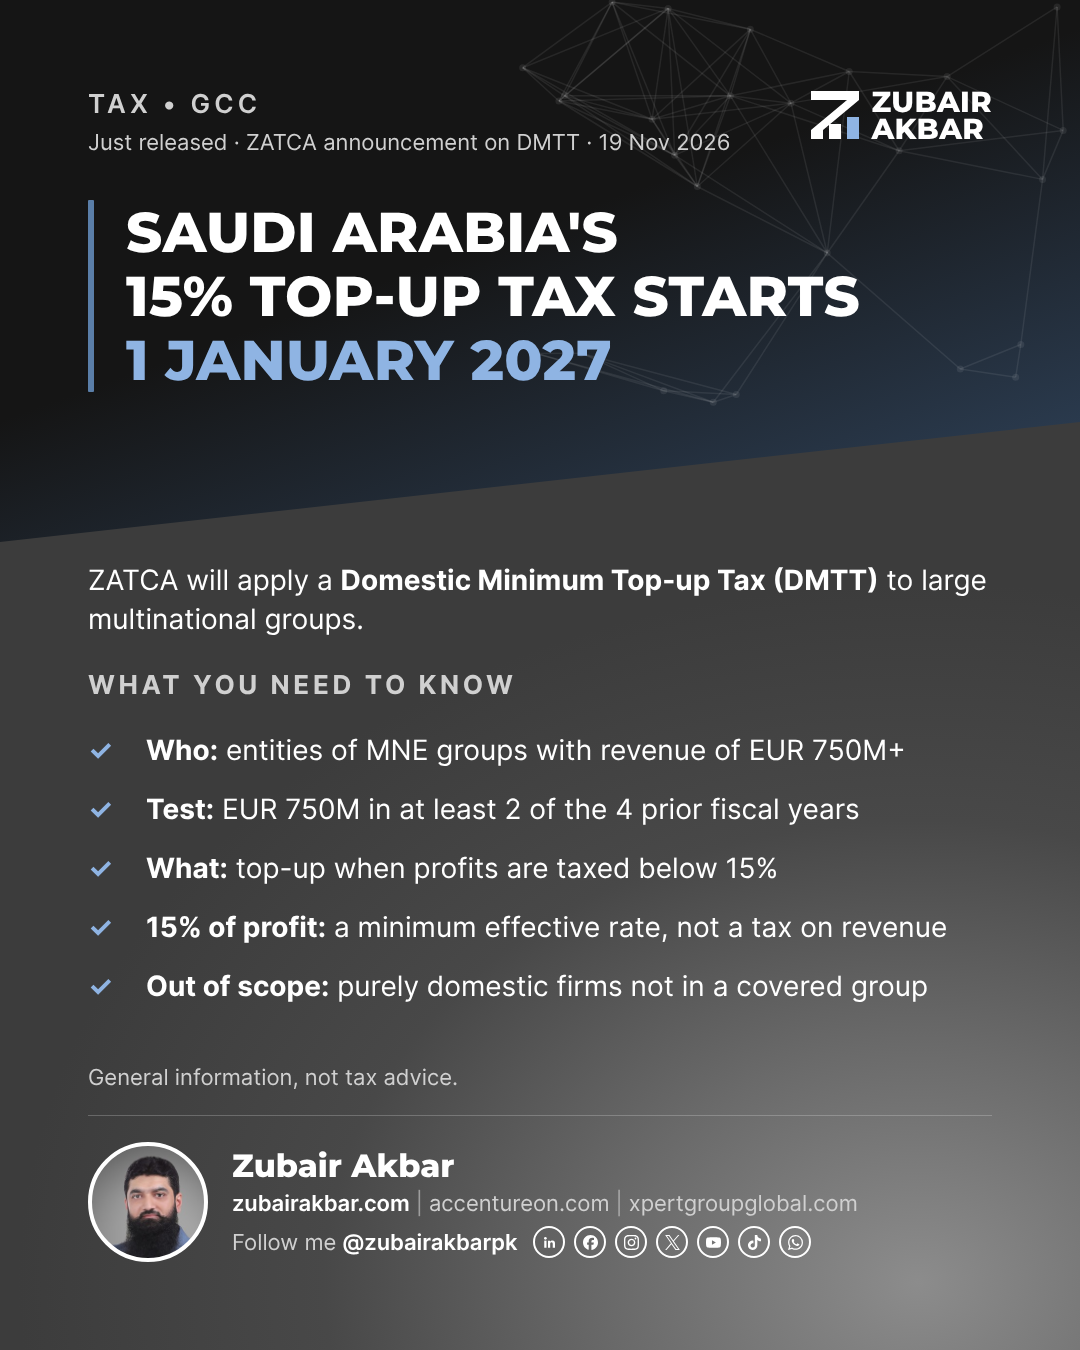 TAX • GCC
Just released · ZATCA announcement on DMTT · 19 Nov 2026
ZUBAIR
AKBAR
SAUDI ARABIA'S
15% TOP-UP TAX STARTS
1 JANUARY 2027
ZATCA will apply a Domestic Minimum Top-up Tax (DMTT) to large
multinational groups.
WHAT YOU NEED TO KNOW
Who: entities of MNE groups with revenue of EUR 750M+
Test: EUR 750M in at least 2 of the 4 prior fiscal years
What: top-up when profits are taxed below 15%
15% of profit: a minimum effective rate, not a tax on revenue
Out of scope: purely domestic firms not in a covered group
General information, not tax advice.
Zubair Akbar
zubairakbar.com | accentureon.com | xpertgroupglobal.com
Follow me @zubairakbarpk